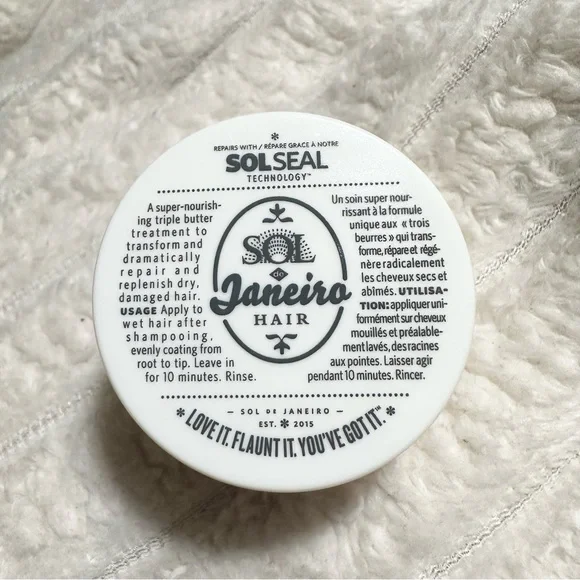 REPAIRS WITH / RÉPARE GRACE À NOTRE
SOLSEAL
TECHNOLOGY™
A super-nourish-
ing triple butter
treatment to
transform and
dramatically
repair and
replenish dry,
damaged hair.
USAGE Apply to
wet hair after
shampooing,
evenly coating from
root to tip. Leave in
for 10 minutes. Rinse.
SOL
de
Janeiro
HAIR
Un soin super nour-
rissant à la formule
unique aux « trois
beurres » qui trans-
forme, répare et régé-
nère radicalement
les cheveux secs et
abîmés. UTILISA-
TION: appliquer uni-
formément sur cheveux
mouillés et préalable-
ment lavés, des racines
aux pointes. Laisser agir
pendant 10 minutes. Rincer.
— SOL DE JANEIRO —
EST. * 2015
* LOVE IT. FLAUNT IT. YOU'VE GOT IT.™ *